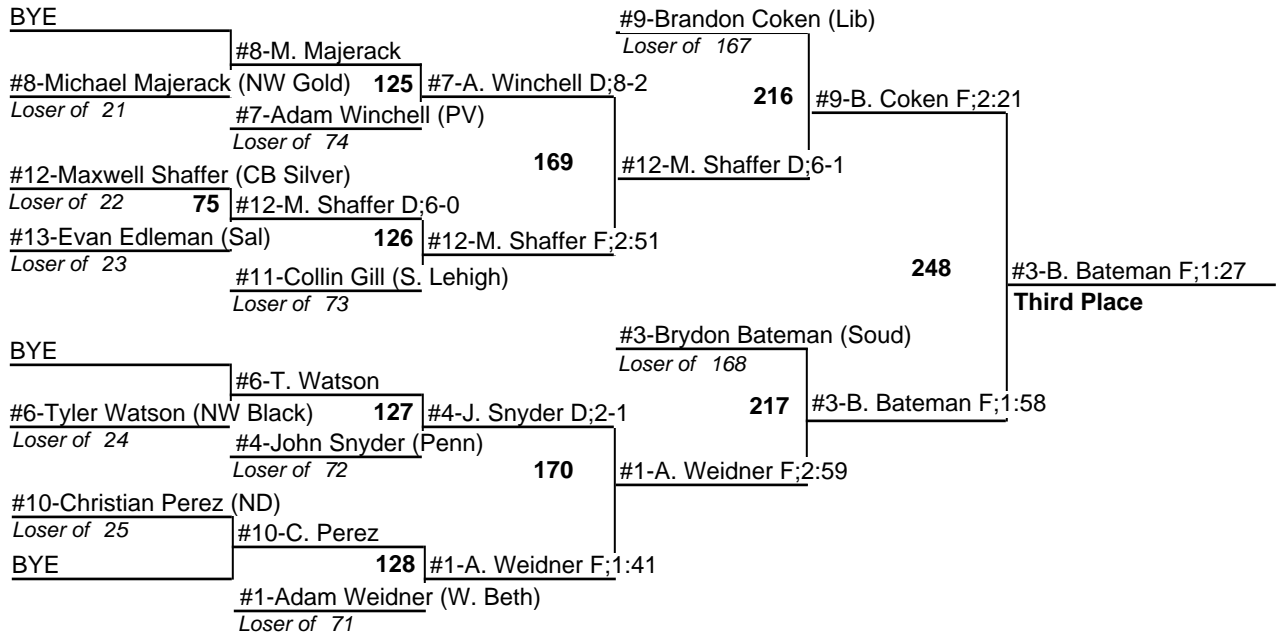 BYE
#9-Brandon Coken (Lib)
Loser of 167
#8-M. Majerack
#8-Michael Majerack (NW Gold)
125
#7-A. Winchell D;8-2
Loser of 21
216
#9-B. Coken F;2:21
#7-Adam Winchell (PV)
Loser of 74
169
#12-M. Shaffer D;6-1
#12-Maxwell Shaffer (CB Silver)
Loser of 22
75
#12-M. Shaffer D;6-0
#13-Evan Edleman (Sal)
126
#12-M. Shaffer F;2:51
Loser of 23
248
#3-B. Bateman F;1:27
#11-Collin Gill (S. Lehigh)
Loser of 73
Third Place
#3-Brydon Bateman (Soud)
Loser of 168
BYE
#6-T. Watson
#6-Tyler Watson (NW Black)
127
#4-J. Snyder D;2-1
217
#3-B. Bateman F;1:58
Loser of 24
#4-John Snyder (Penn)
Loser of 72
170
#1-A. Weidner F;2:59
#10-Christian Perez (ND)
Loser of 25
#10-C. Perez
BYE
128
#1-A. Weidner F;1:41
#1-Adam Weidner (W. Beth)
Loser of 71